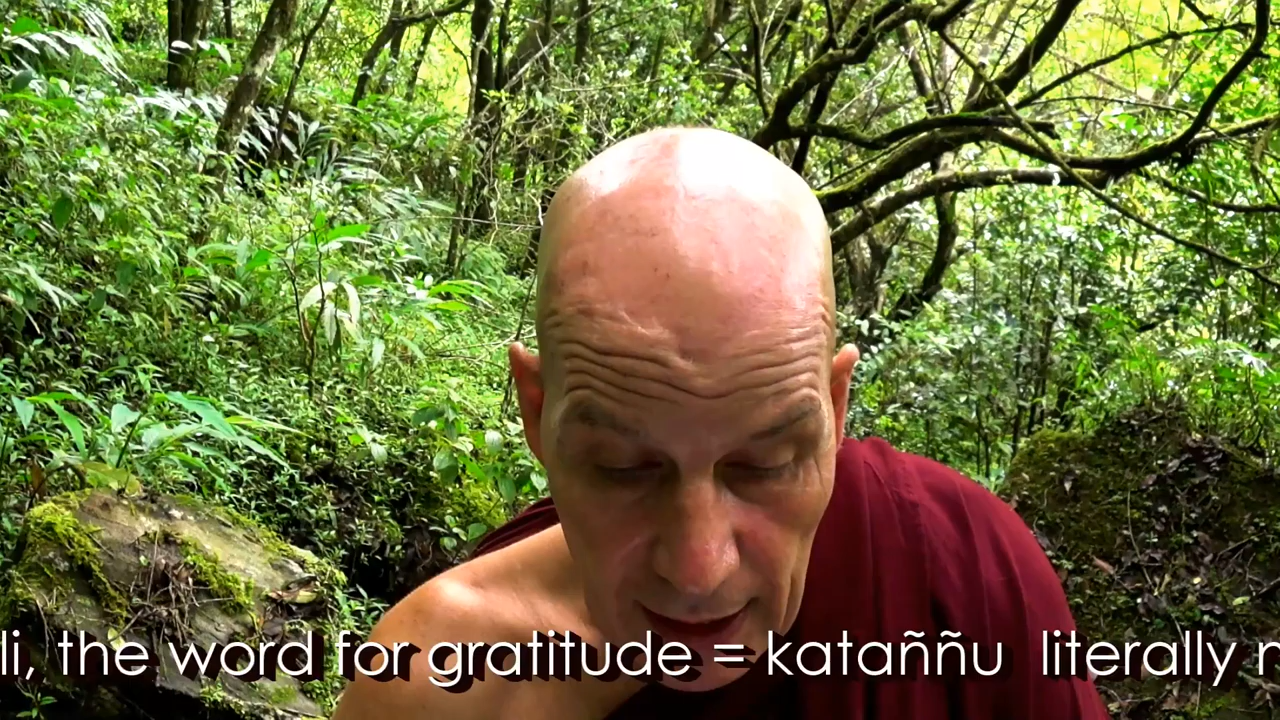 li, the word for gratitude = kataññu literally